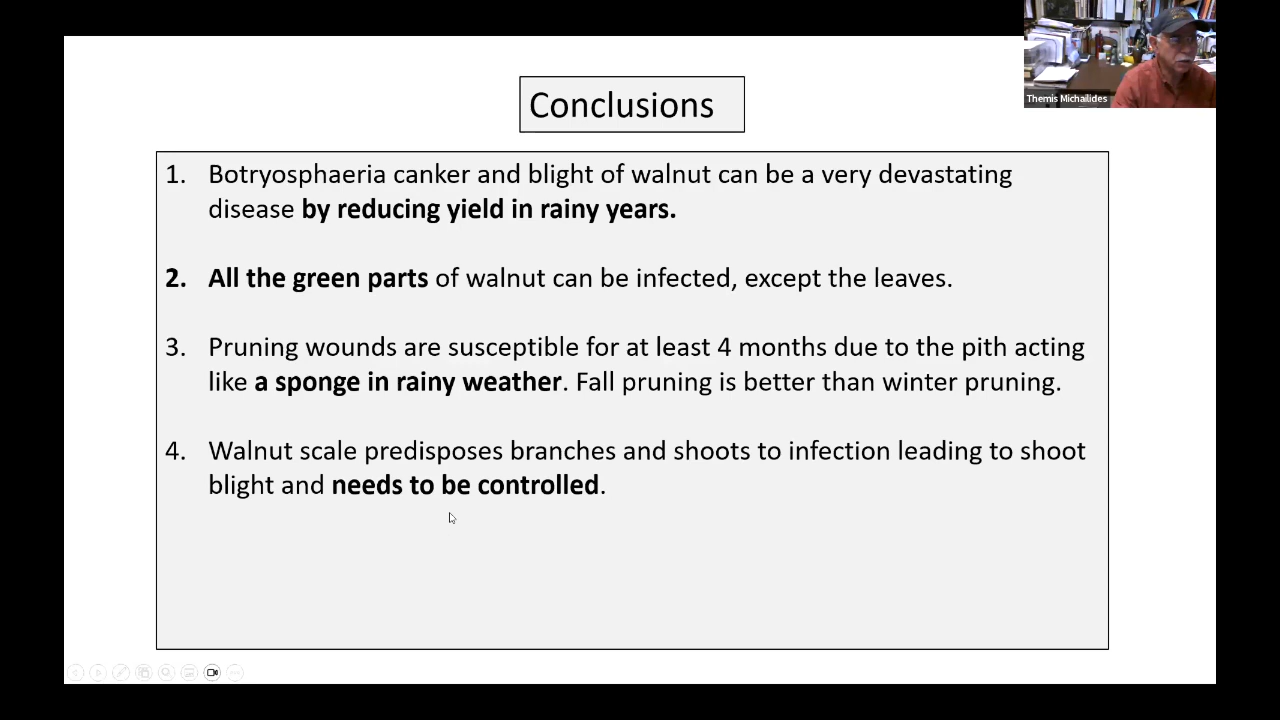 Themis Michailides
Conclusions
1. Botryosphaeria canker and blight of walnut can be a very devastating
disease by reducing yield in rainy years.
2. All the green parts of walnut can be infected, except the leaves.
3. Pruning wounds are susceptible for at least 4 months due to the pith acting
like a sponge in rainy weather. Fall pruning is better than winter pruning.
4. Walnut scale predisposes branches and shoots to infection leading to shoot
blight and needs to be controlled.